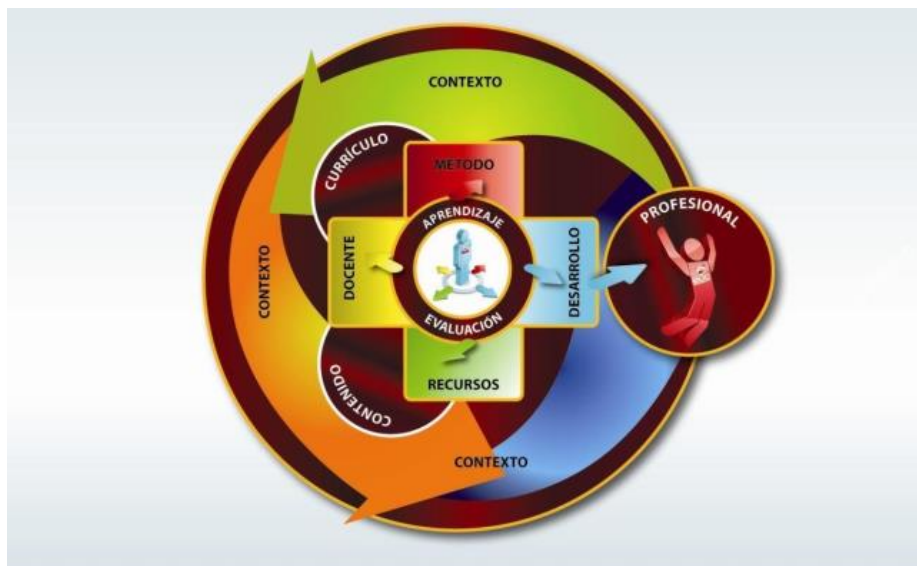 CONTEXTO
CURRÍCULO
METODO
PROFESIONAL
APRENDIZAJE
CONTEXTO
DOCENTE
DESARROLLO
EVALUACIÓN
CONTENIDO
RECURSOS
CONTEXTO